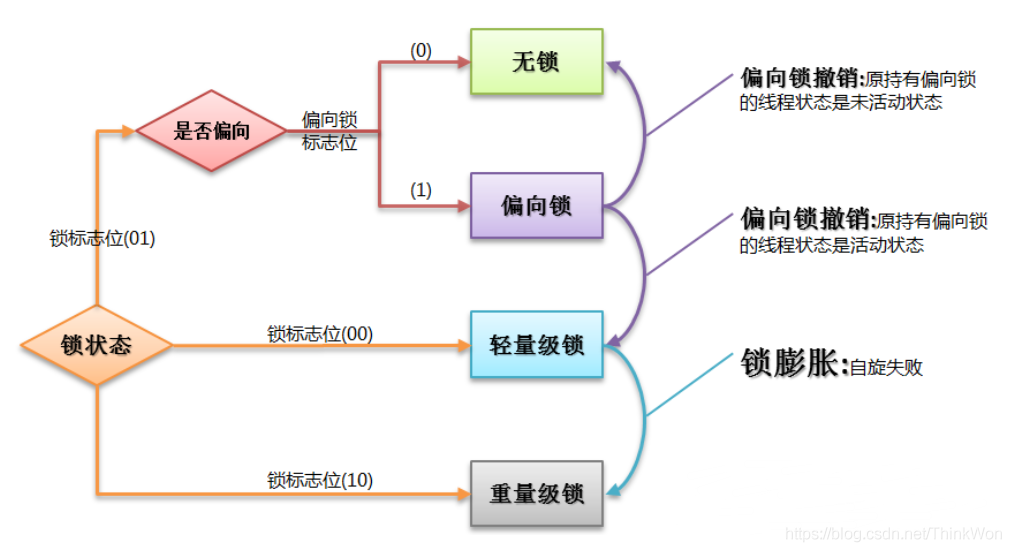 (0)
无锁
偏向锁撤销:原持有偏向锁
的线程状态是未活动状态
是否偏向
偏向锁
标志位
(1)
偏向锁
偏向锁撤销:原持有偏向锁
的线程状态是活动状态
锁标志位(01)
锁状态
锁标志位(00)
轻量级锁
锁膨胀:自旋失败
锁标志位(10)
重量级锁
https://blog.csdn.net/ThinkWon